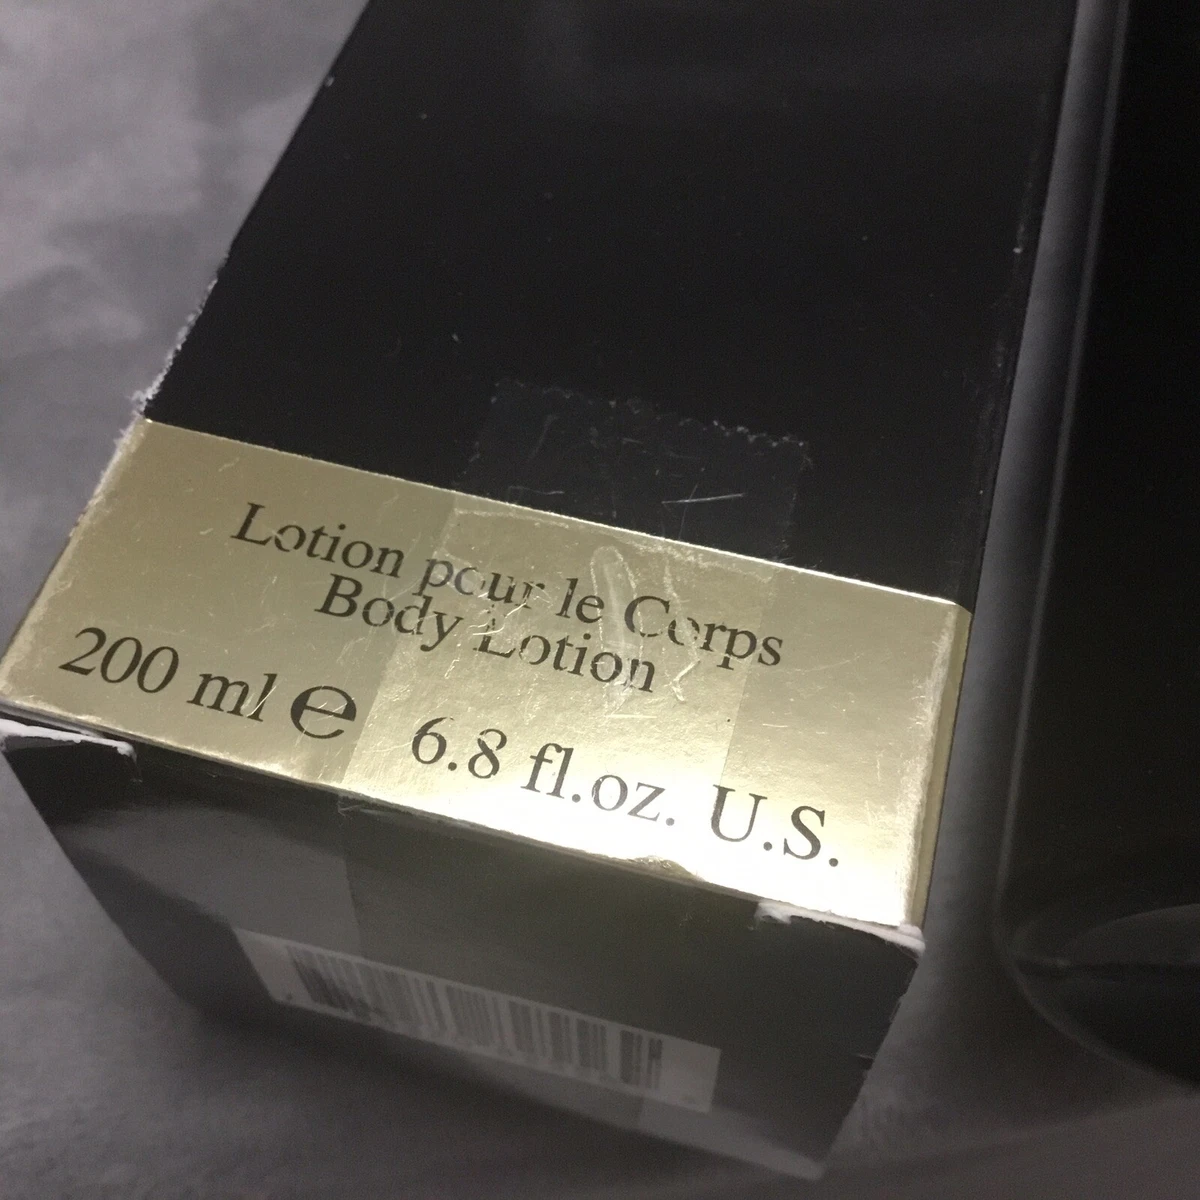 Lotion pour le Corps
Body Lotion
200 ml ℮ 6.8 fl.oz. U.S.